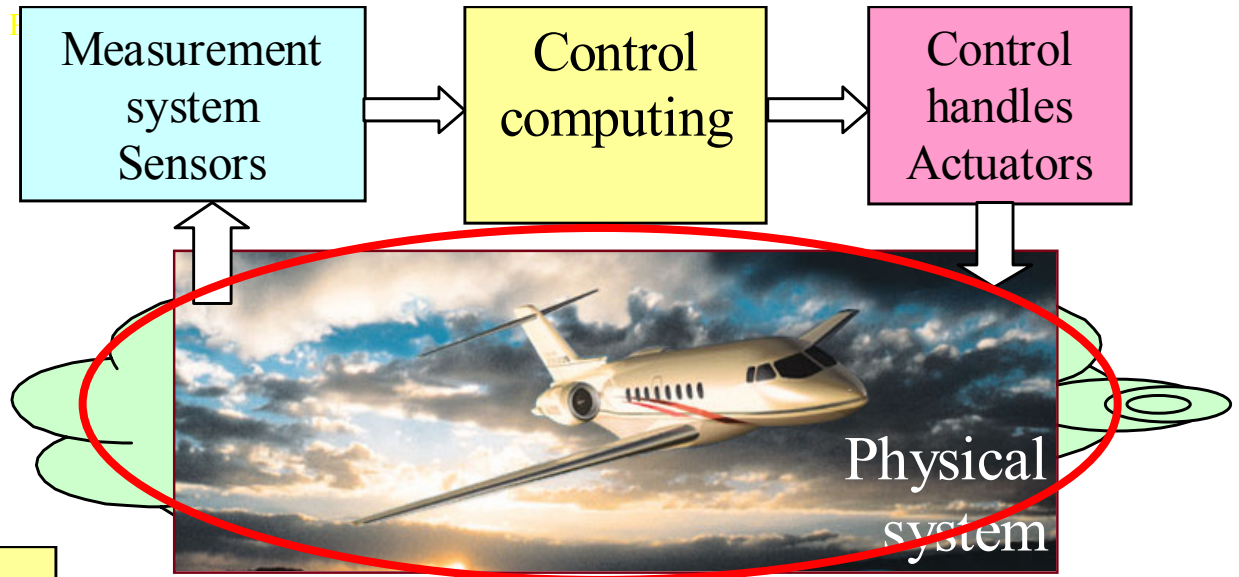 Measurement
system
Sensors
Control
computing
Control
handles
Actuators
Physical
system